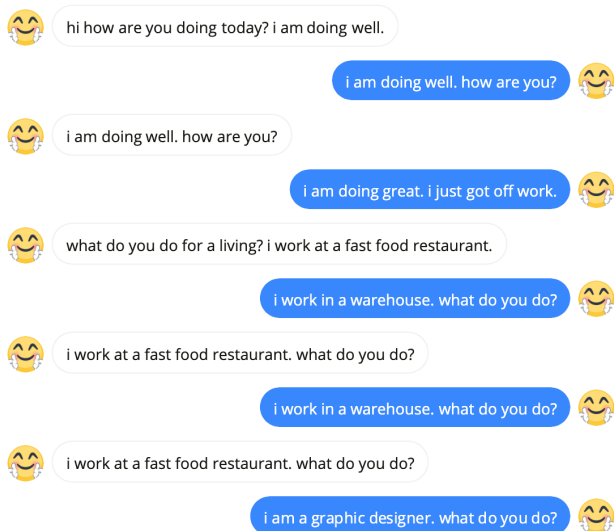 hi how are you doing today? i am doing well.
i am doing well. how are you?
i am doing well. how are you?
i am doing great. i just got off work.
what do you do for a living? i work at a fast food restaurant.
i work in a warehouse. what do you do?
i work at a fast food restaurant. what do you do?
i work in a warehouse. what do you do?
i work at a fast food restaurant. what do you do?
i am a graphic designer. what do you do?